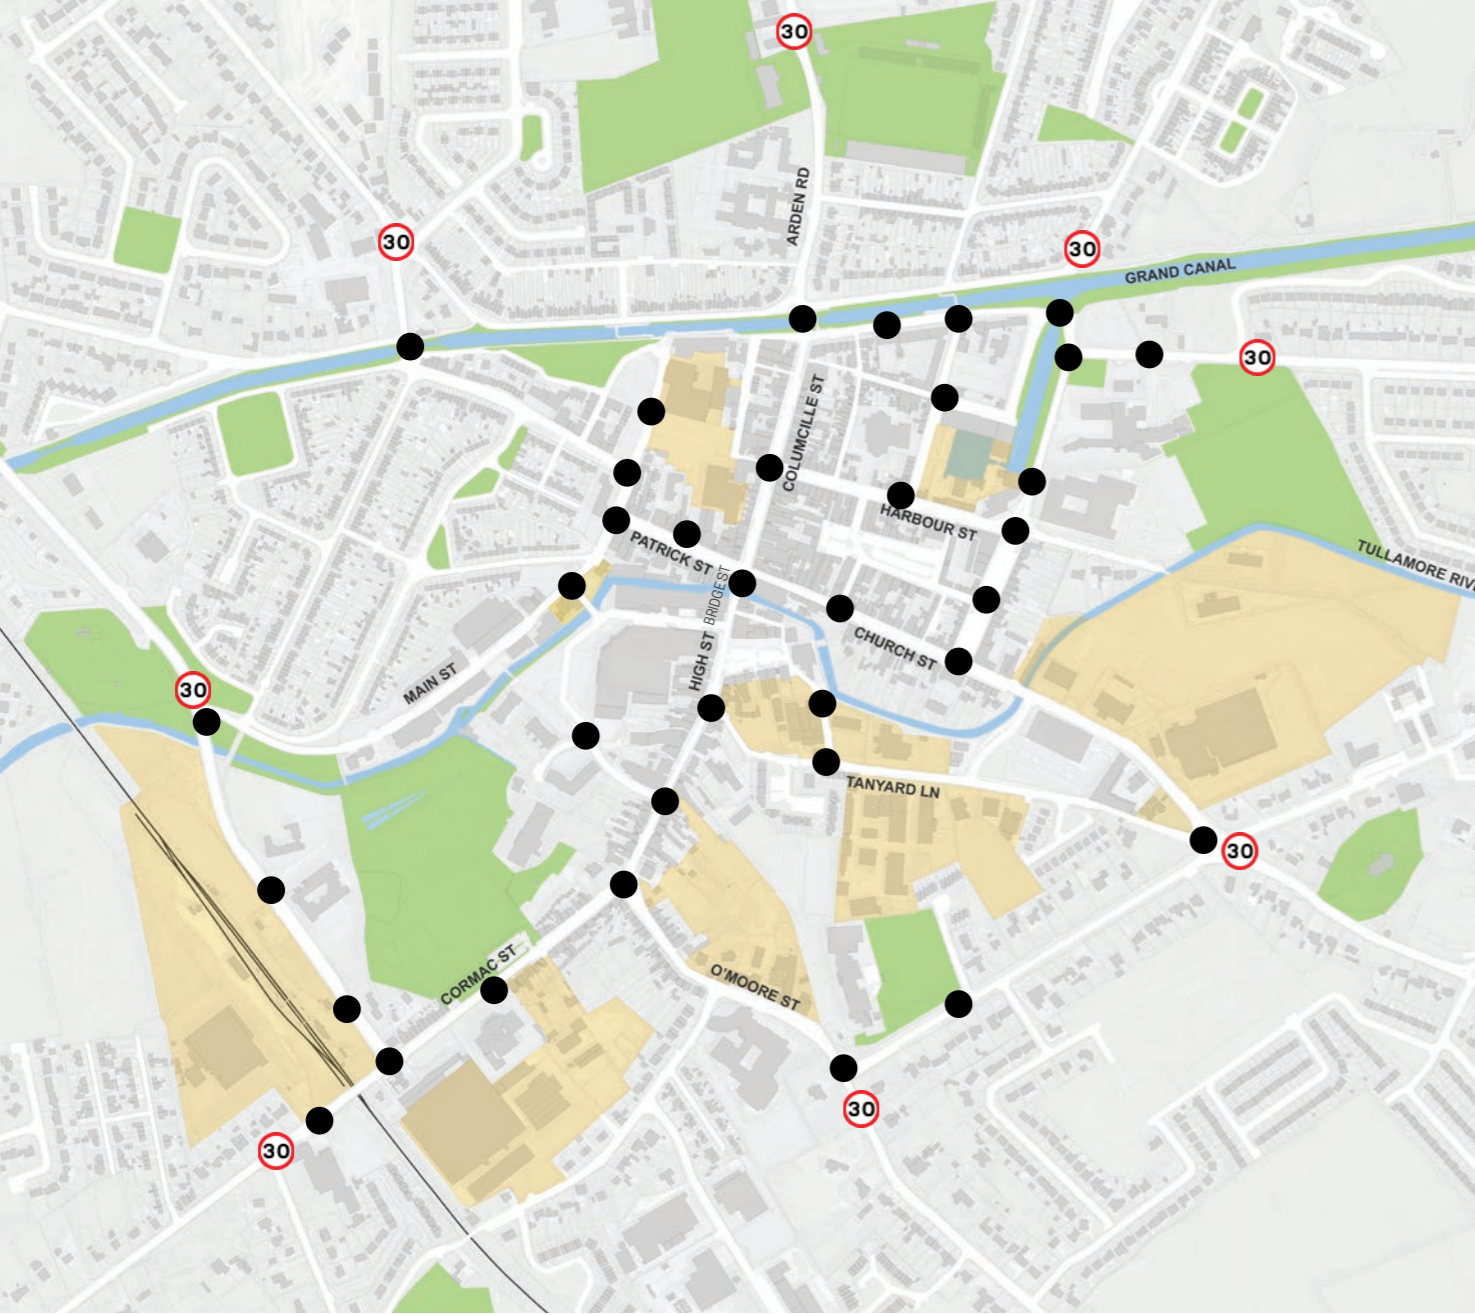 30
ARDEN RD
30
30
GRAND CANAL
30
COLUMCILLE ST
HARBOUR ST
PATRICK ST
TULLAMORE RIVE
BRIDGE ST
CHURCH ST
HIGH ST
MAIN ST
30
TANYARD LN
30
CORMAC ST
O'MOORE ST
30
30